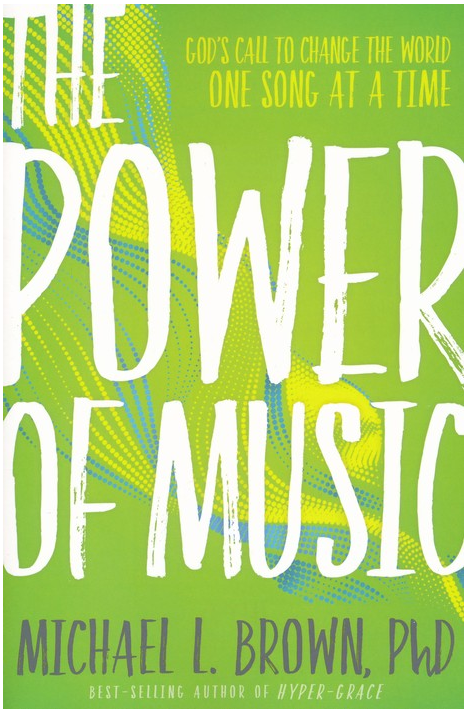 THE
GOD'S CALL TO CHANGE THE WORLD
ONE SONG AT A TIME
POWER
OF MUSIC
MICHAEL L. BROWN, PHD
BEST-SELLING AUTHOR OF HYPER-GRACE